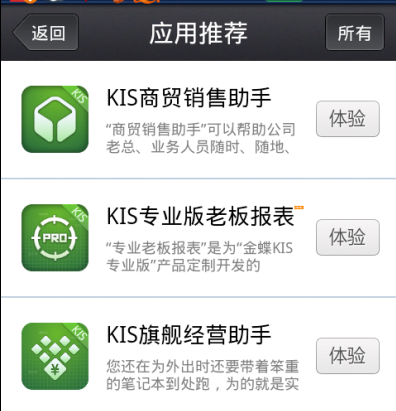 返回
应用推荐
所有
KIS
KIS商贸销售助手
“商贸销售助手”可以帮助公司
老总、业务人员随时、随地、
体验
KIS
PRO
KIS专业版老板报表
“专业老板报表”是为“金蝶KIS
专业版”产品定制开发的
体验
KIS
¥
KIS旗舰经营助手
您还在为外出时还要带着笨重
的笔记本到处跑，为的就是实
体验